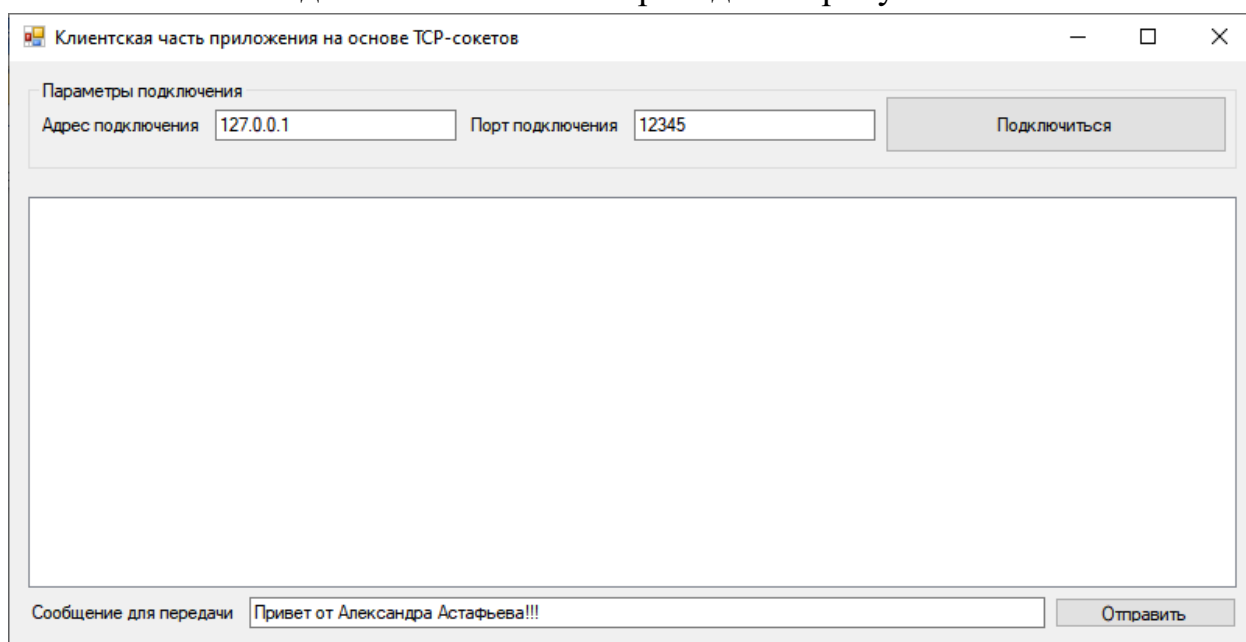 Клиентская часть приложения на основе TCP-сокетов
Параметры подключения
Адрес подключения 127.0.0.1 Порт подключения 12345 Подключиться
Сообщение для передачи Привет от Александра Астафьева!!! Отправить